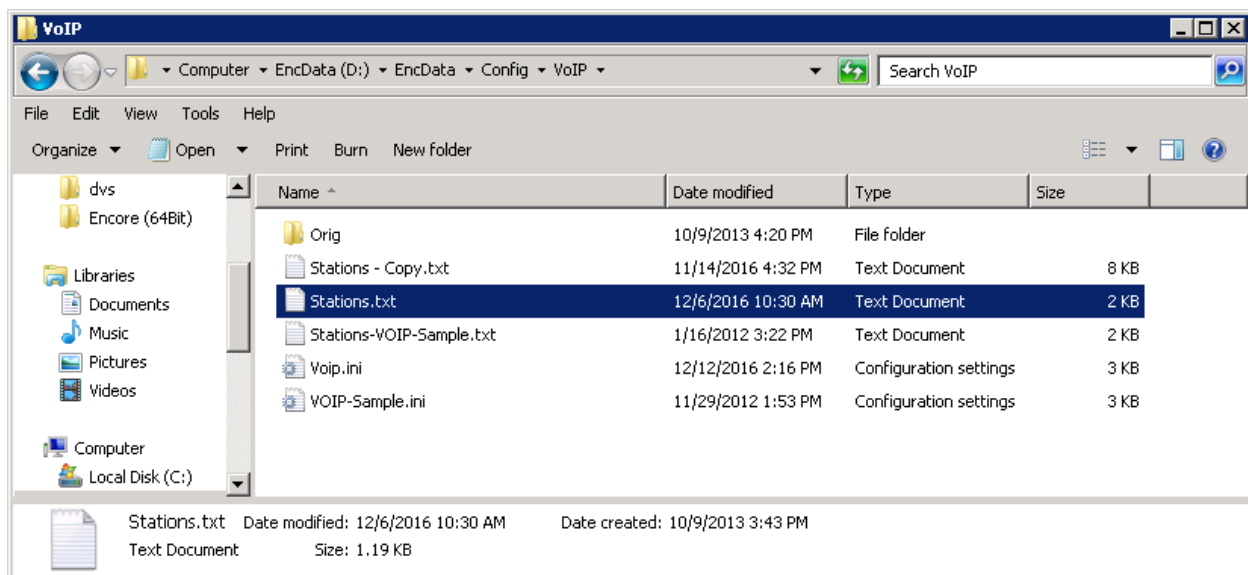 VoIP
Computer EncData (D:) EncData Config VoIP Search VoIP
File Edit View Tools Help
Organize Open Print Burn New folder
dvs
Encore (64Bit)
Libraries
Documents
Music
Pictures
Videos
Computer
Local Disk (C:)
Name Date modified Type Size
Orig 10/9/2013 4:20 PM File folder
Stations - Copy.txt 11/14/2016 4:32 PM Text Document 8 KB
Stations.txt 12/6/2016 10:30 AM Text Document 2 KB
Stations-VOIP-Sample.txt 1/16/2012 3:22 PM Text Document 2 KB
Voip.ini 12/12/2016 2:16 PM Configuration settings 3 KB
VOIP-Sample.ini 11/29/2012 1:53 PM Configuration settings 3 KB
Stations.txt Date modified: 12/6/2016 10:30 AM Date created: 10/9/2013 3:43 PM
Text Document Size: 1.19 KB